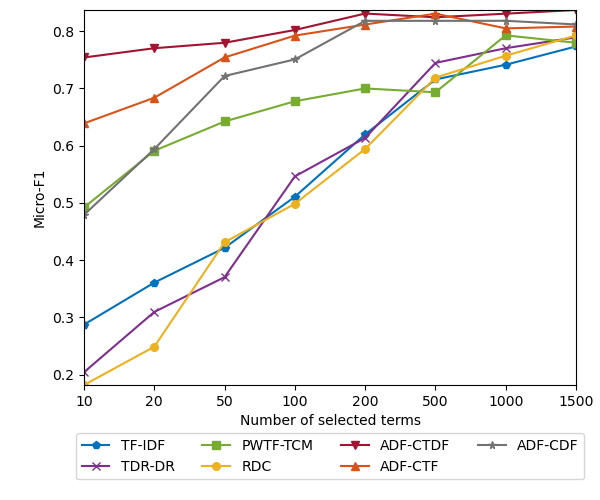 0.8
0.7
0.6
0.5
0.4
0.3
0.2
Micro-F1
10 20 50 100 200 500 1000 1500
Number of selected terms
TF-IDF PWTF-TCM ADF-CTDF ADF-CDF
TDR-DR RDC ADF-CTF